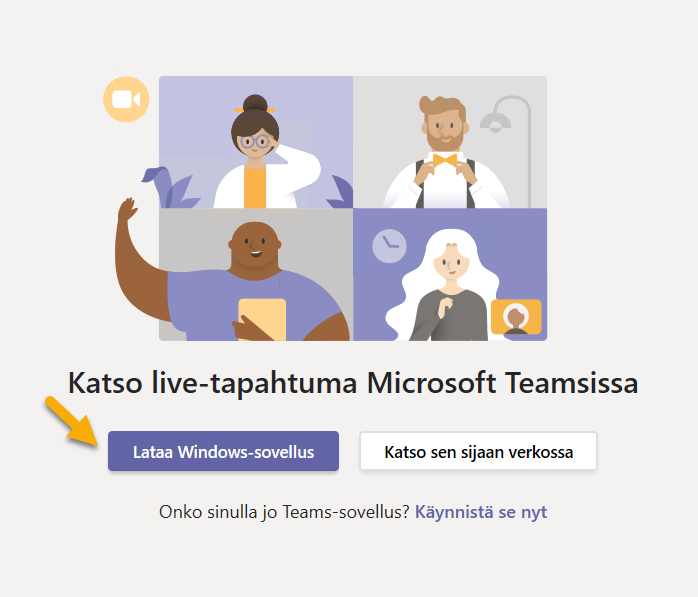 Katso live-tapahtuma Microsoft Teamsissa
Lataa Windows-sovellus
Katso sen sijaan verkossa
Onko sinulla jo Teams-sovellus? Käynnistä se nyt